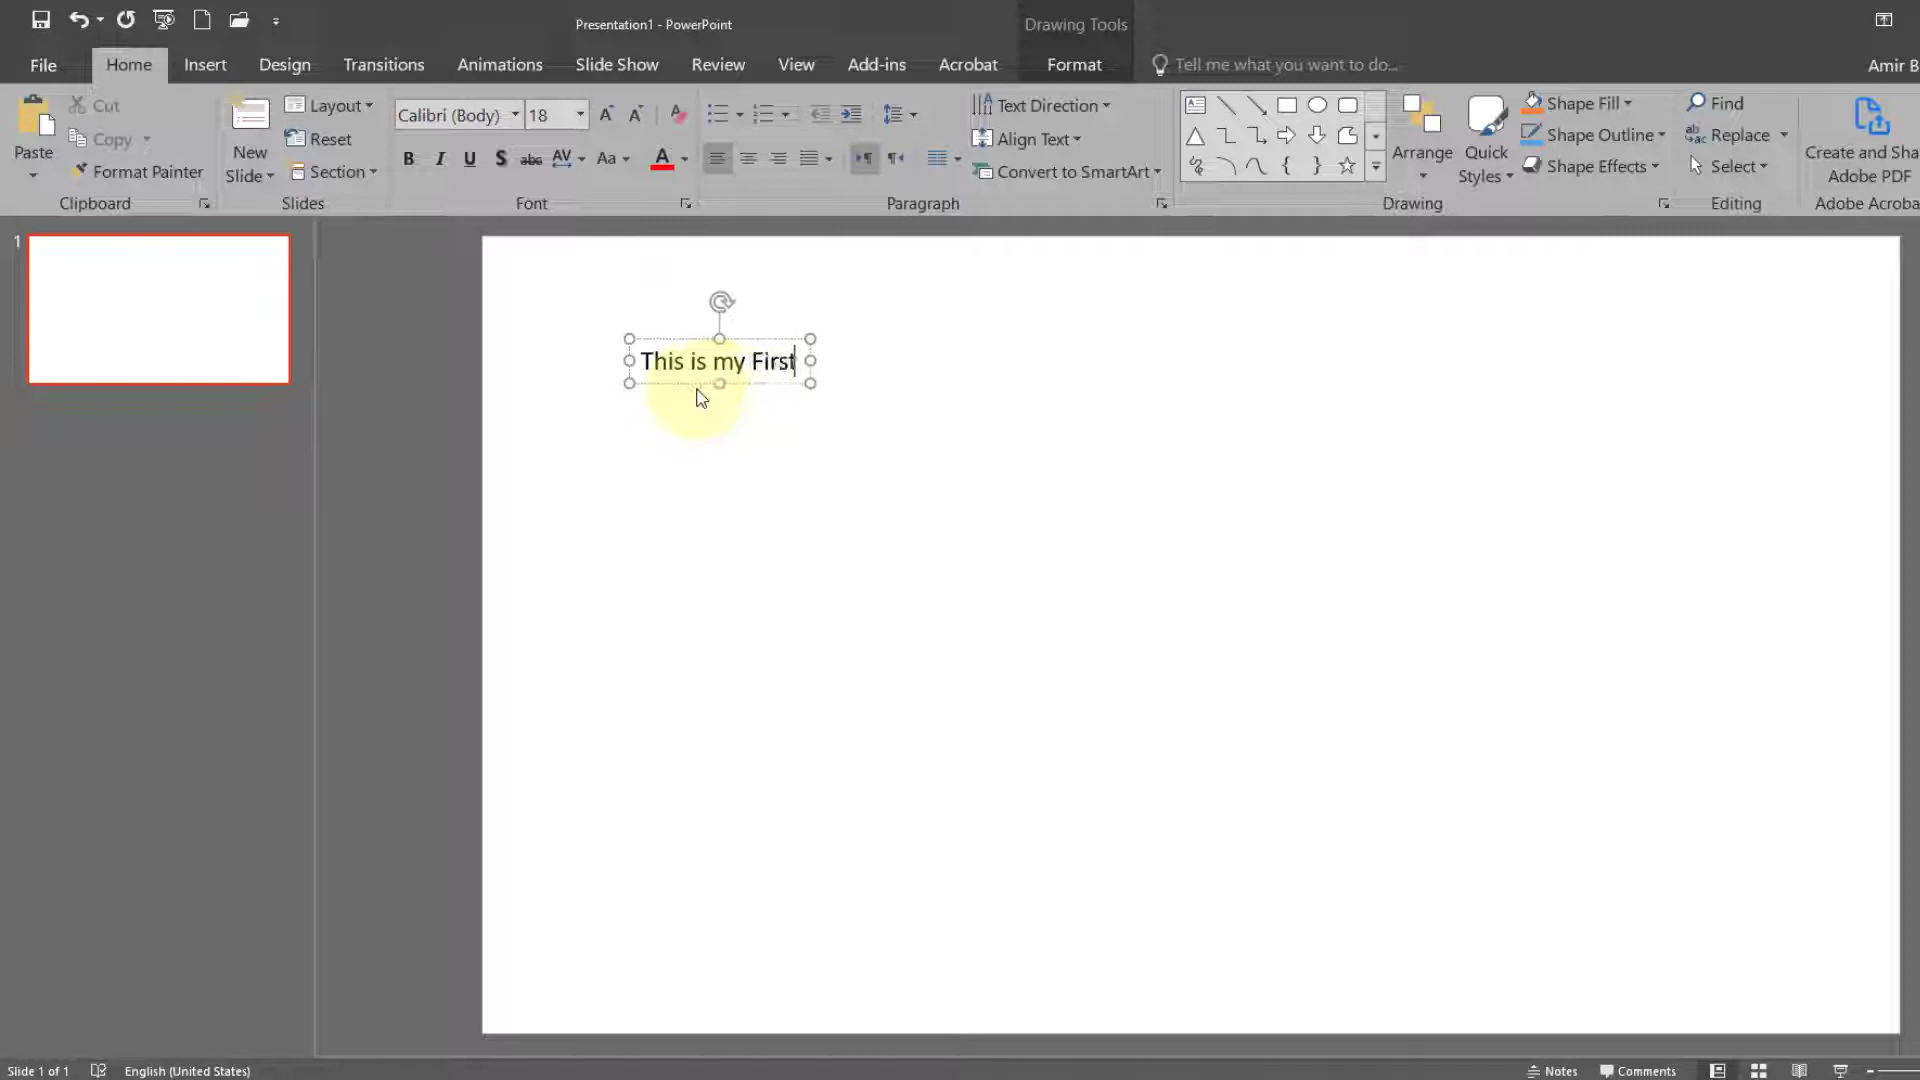 Presentation1 - PowerPoint
Drawing Tools
File Home Insert Design Transitions Animations Slide Show Review View Add-ins Acrobat Format Tell me what you want to do... Amir B
Paste
Cut
Copy
Format Painter
Clipboard
New
Slide
Layout
Reset
Section
Slides
Calibri (Body) 18
B I U S abc AV Aa A
Font
Text Direction
Align Text
Convert to SmartArt
Paragraph
Arrange
Quick
Styles
Shape Fill
Shape Outline
Shape Effects
Drawing
Find
Replace
Select
Editing
Create and Sha
Adobe PDF
Adobe Acroba
1
This is my First
Slide 1 of 1 English (United States) Notes Comments